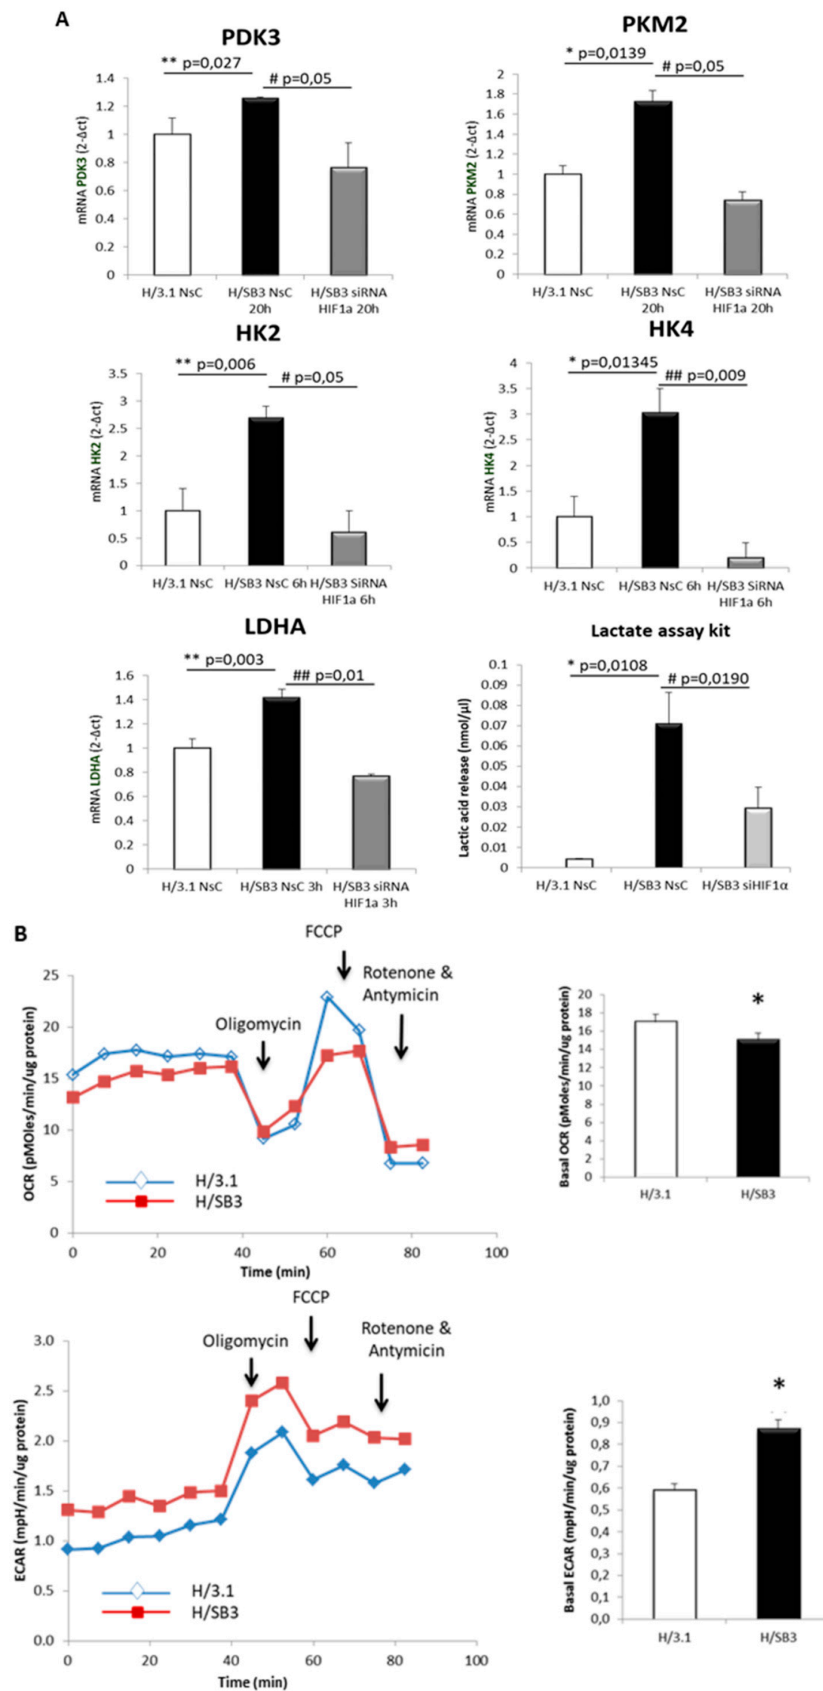 A
PDK3
** p=0,027
# p=0,05
1.4
1.2
1
0.8
0.6
0.4
0.2
0
mRNA PDK3 (2-Δct)
H/3.1 NsC
H/SB3 NsC 20h
H/SB3 siRNA HIF1a 20h
PKM2
* p=0,0139
# p=0,05
2
1.8
1.6
1.4
1.2
1
0.8
0.6
0.4
0.2
0
mRNA PKM2 (2-Δct)
H/3.1 NsC
H/SB3 NsC 20h
H/SB3 siRNA HIF1a 20h
HK2
** p=0,006
# p=0,05
3.5
3
2.5
2
1.5
1
0.5
0
mRNA HK2 (2-Δct)
H/3.1 NsC
H/SB3 NsC 6h
H/SB3 SiRNA HIF1a 6h
HK4
* p=0,01345
## p=0,009
4
3.5
3
2.5
2
1.5
1
0.5
0
mRNA HK4 (2-Δct)
H/3.1 NsC
H/SB3 NsC 6h
H/SB3 SiRNA HIF1a 6h
LDHA
** p=0,003
## p=0,01
1.6
1.4
1.2
1
0.8
0.6
0.4
0.2
0
mRNA LDHA (2-Δct)
H/3.1 NsC
H/SB3 NsC 3h
H/SB3 siRNA HIF1a 3h
Lactate assay kit
* p=0,0108
# p=0,0190
0.1
0.09
0.08
0.07
0.06
0.05
0.04
0.03
0.02
0.01
0
Lactic acid release (nmol/µl)
H/3.1 NsC
H/SB3 NsC
H/SB3 siHIF1α
B
FCCP
Oligomycin
Rotenone &
Antymicin
25
20
15
10
5
0
OCR (pMOles/min/ug protein)
H/3.1
H/SB3
0 20 40 60 80 100
Time (min)
*
20
18
16
14
12
10
8
6
4
2
0
Basal OCR (pMoles/min/ug protein)
H/3.1
H/SB3
FCCP
Oligomycin
Rotenone &
Antymicin
3.0
2.5
2.0
1.5
1.0
0.5
0.0
ECAR (mpH/min/ug protein)
H/3.1
H/SB3
0 20 40 60 80 100
Time (min)
*
1,0
0,9
0,8
0,7
0,6
0,5
0,4
0,3
0,2
0,1
0,0
Basal ECAR (mpH/min/ug protein)
H/3.1
H/SB3